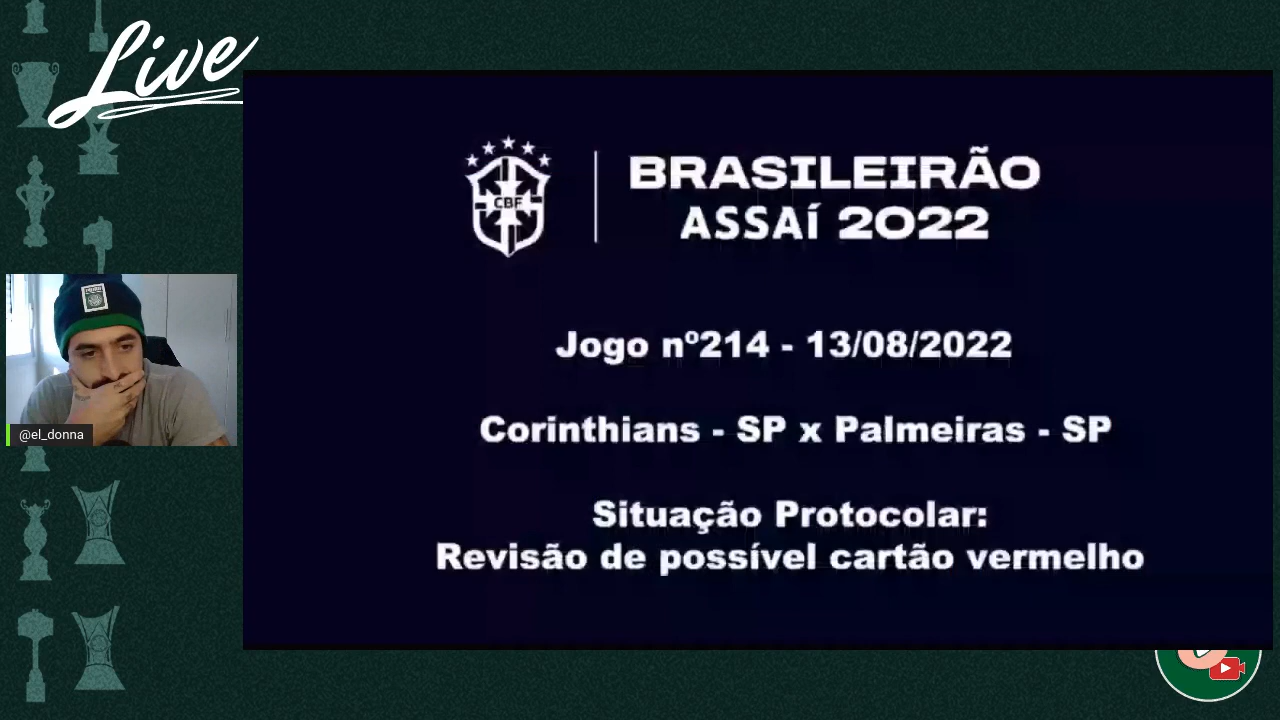 Live
CBF
BRASILEIRÃO
ASSAÍ 2022
Jogo nº214 - 13/08/2022
Corinthians - SP x Palmeiras - SP
Situação Protocolar:
Revisão de possível cartão vermelho
@el_donna